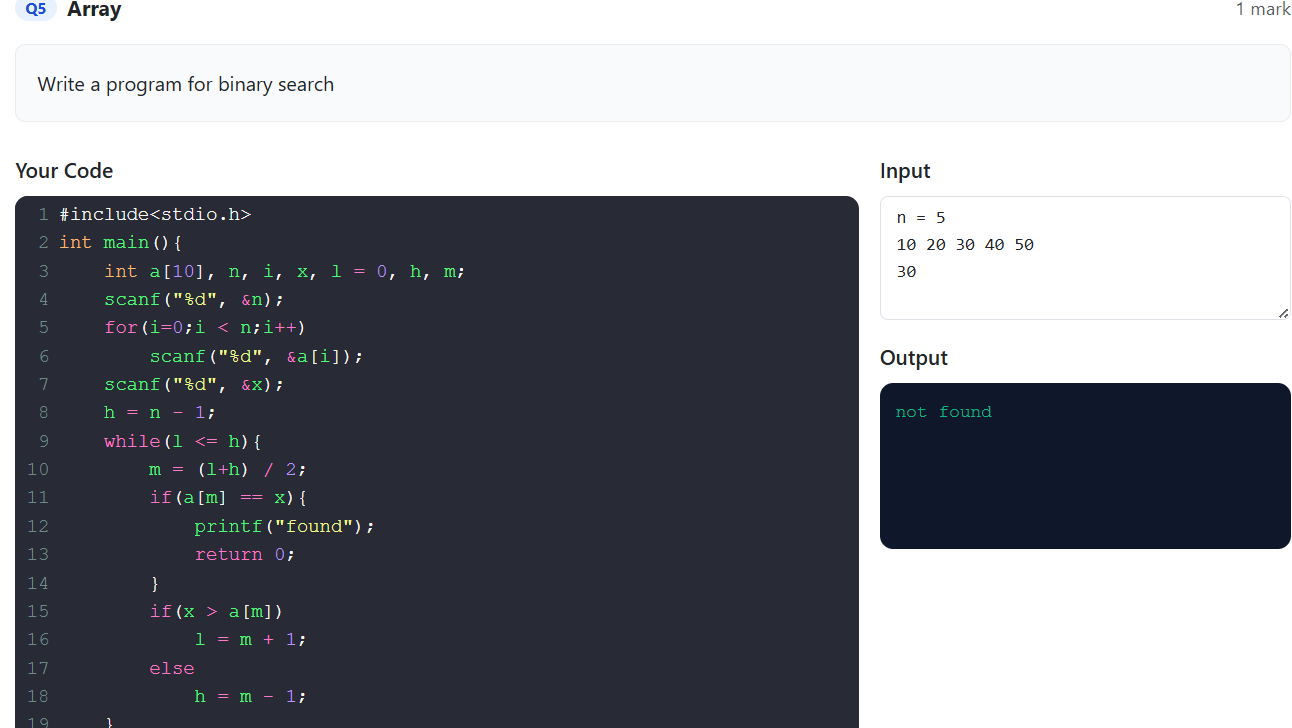 Q5 Array 1 mark
Write a program for binary search
Your Code
1 #include<stdio.h>
2 int main(){
3     int a[10], n, i, x, l = 0, h, m;
4     scanf("%d", &n);
5     for(i=0;i < n;i++)
6         scanf("%d", &a[i]);
7     scanf("%d", &x);
8     h = n - 1;
9     while(l <= h){
10         m = (l+h) / 2;
11         if(a[m] == x){
12             printf("found");
13             return 0;
14         }
15         if(x > a[m])
16             l = m + 1;
17         else
18             h = m - 1;
19     }
Input
n = 5
10 20 30 40 50
30
Output
not found